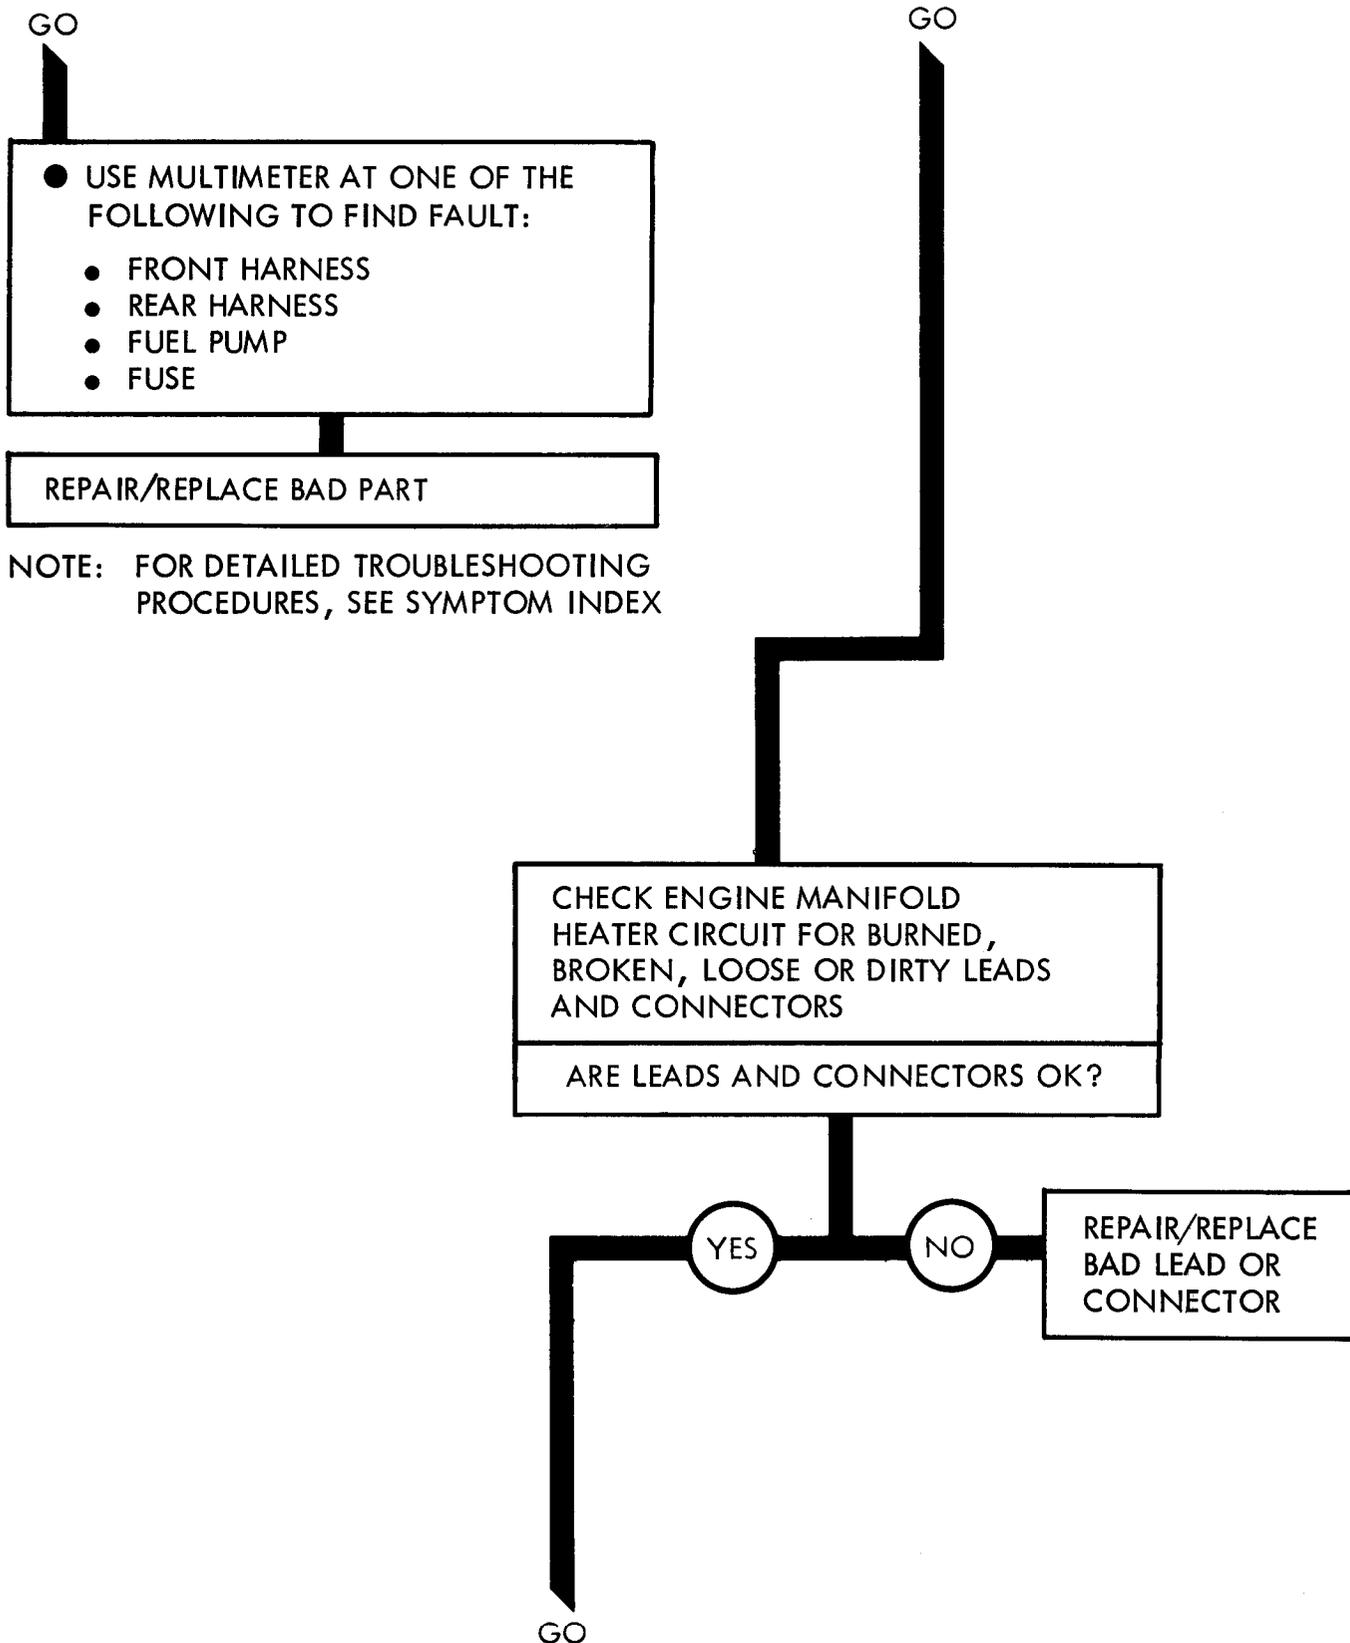 GO
GO
● USE MULTIMETER AT ONE OF THE
FOLLOWING TO FIND FAULT:
● FRONT HARNESS
● REAR HARNESS
● FUEL PUMP
● FUSE
REPAIR/REPLACE BAD PART
NOTE: FOR DETAILED TROUBLESHOOTING
PROCEDURES, SEE SYMPTOM INDEX
CHECK ENGINE MANIFOLD
HEATER CIRCUIT FOR BURNED,
BROKEN, LOOSE OR DIRTY LEADS
AND CONNECTORS
ARE LEADS AND CONNECTORS OK?
YES
NO
REPAIR/REPLACE
BAD LEAD OR
CONNECTOR
GO